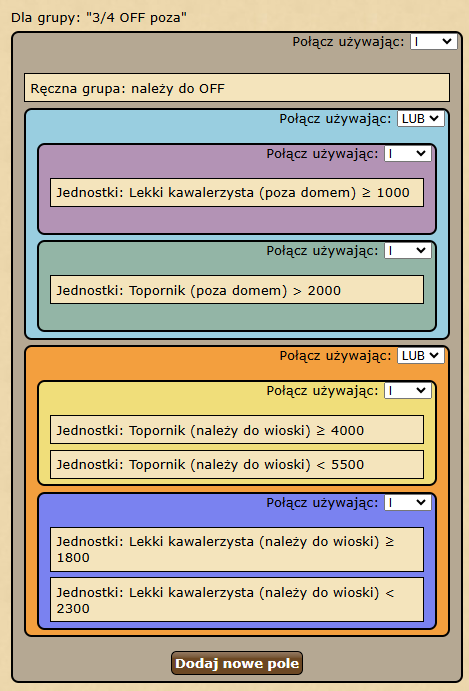 Dla grupy: "3/4 OFF poza"
Połącz używając: I
Ręczna grupa: należy do OFF
Połącz używając: LUB
Połącz używając: I
Jednostki: Lekki kawalerzysta (poza domem) ≥ 1000
Połącz używając: I
Jednostki: Topornik (poza domem) > 2000
Połącz używając: LUB
Połącz używając: I
Jednostki: Topornik (należy do wioski) ≥ 4000
Jednostki: Topornik (należy do wioski) < 5500
Połącz używając: I
Jednostki: Lekki kawalerzysta (należy do wioski) ≥
1800
Jednostki: Lekki kawalerzysta (należy do wioski) <
2300
Dodaj nowe pole